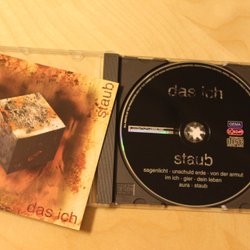 staub
das ich
das ich
GEMA
staub
sagenlicht · unschuld erde · von der armut
im ich · gier · dein leben
aura · staub